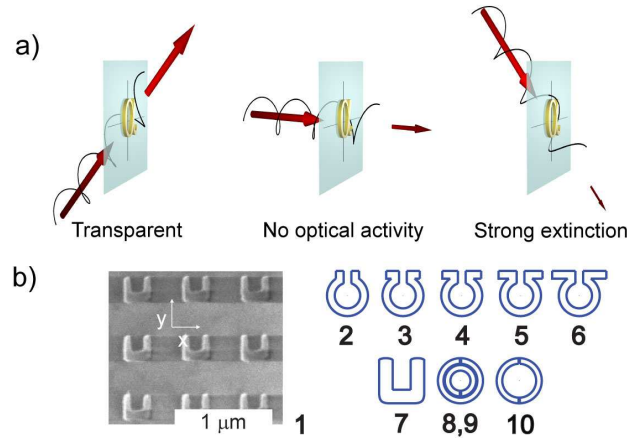 a)
Transparent
No optical activity
Strong extinction
b)
y
x
1 µm
1
2
3
4
5
6
7
8,9
10